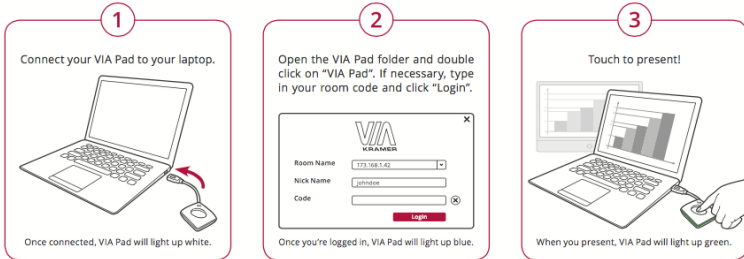 1
Connect your VIA Pad to your laptop.
Once connected, VIA Pad will light up white.
2
Open the VIA Pad folder and double
click on “VIA Pad”. If necessary, type
in your room code and click “Login”.
X
VIA
KRAMER
Room Name
173.168.1.42
Nick Name
johndoe
Code
Login
Once you’re logged in, VIA Pad will light up blue.
3
Touch to present!
When you present, VIA Pad will light up green.